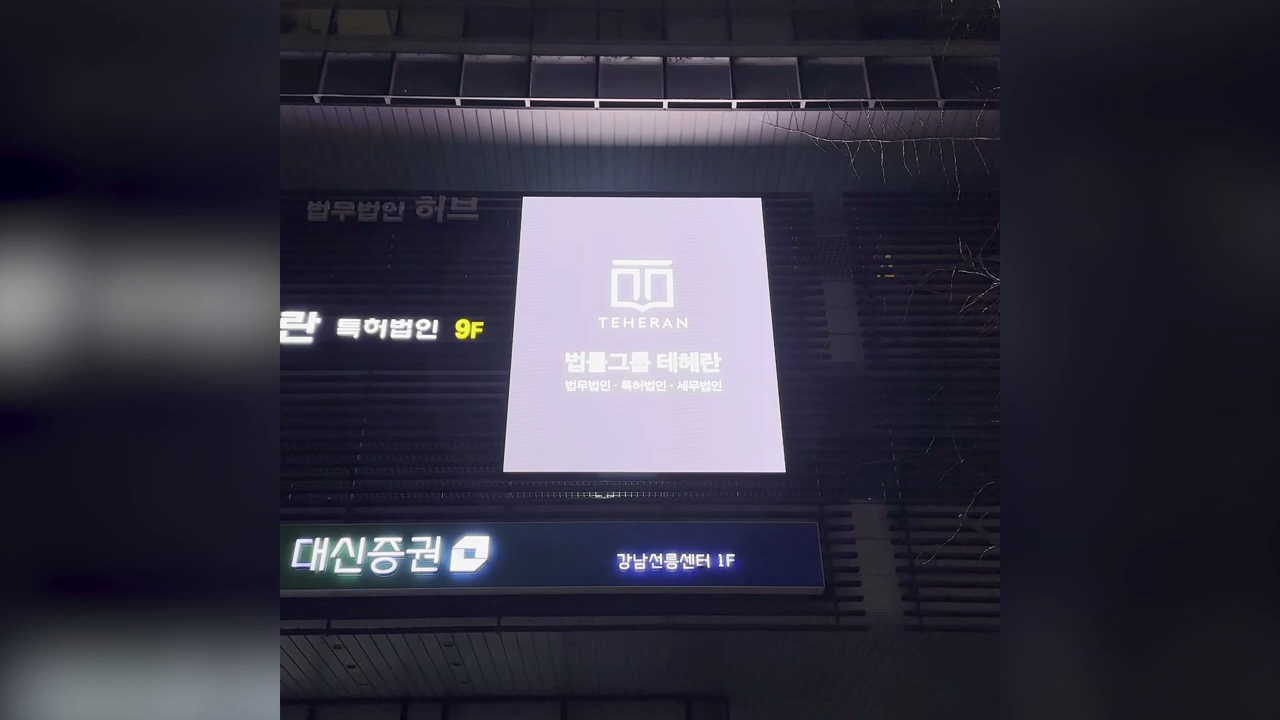 법무법인 허브
란 특허법인 9F
TEHERAN
법률그룹 테헤란
법무법인 · 특허법인 · 세무법인
대신증권
강남선릉센터 1F